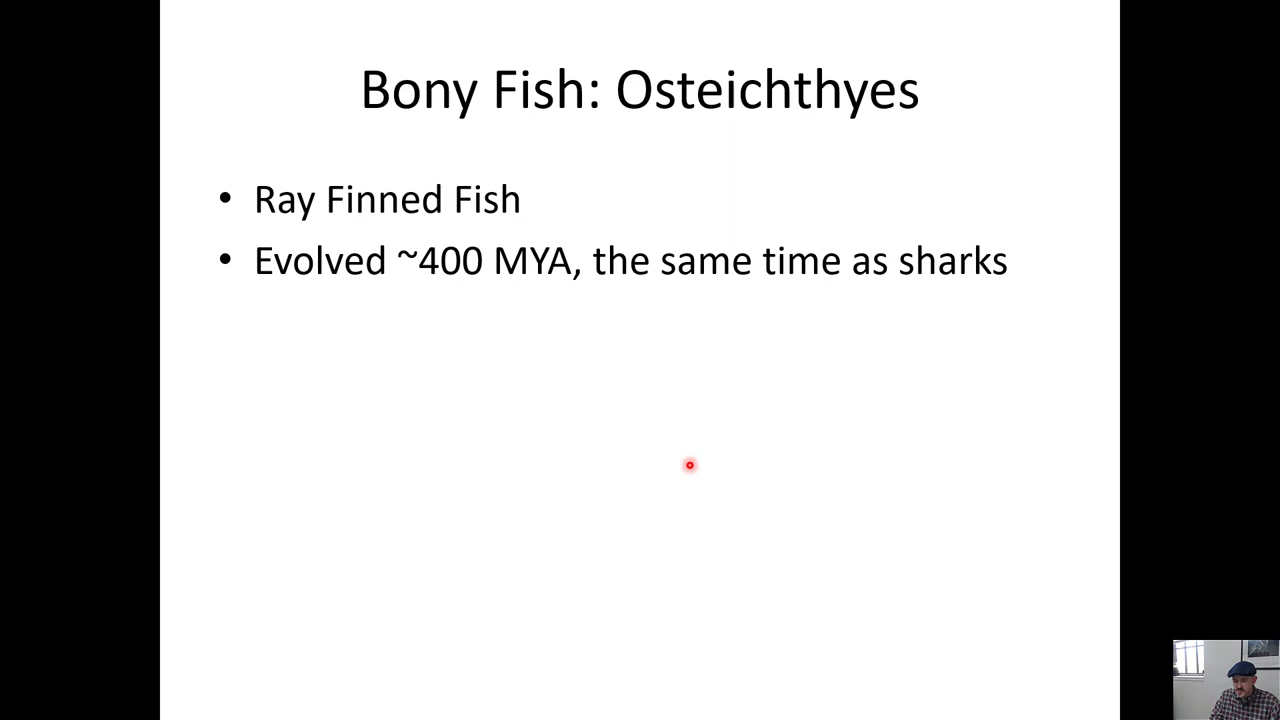 Bony Fish: Osteichthyes
• Ray Finned Fish
• Evolved ~400 MYA, the same time as sharks